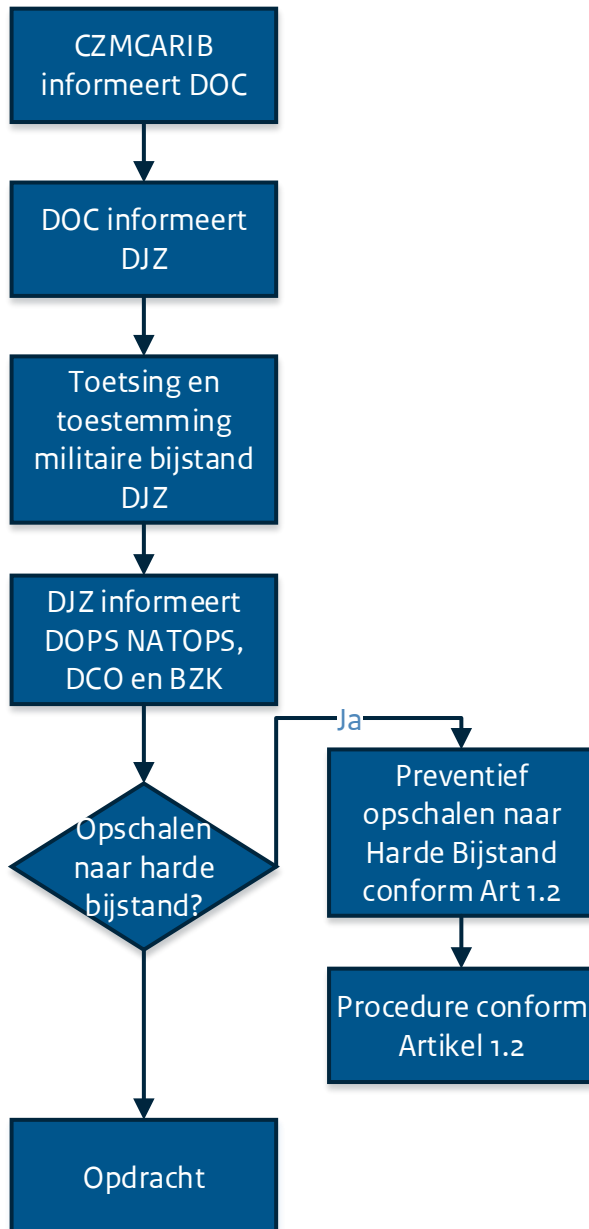 CZMCARIB
informeert DOC
DOC informeert
DJZ
Toetsing en
toestemming
militaire bijstand
DJZ
DJZ informeert
DOPS NATOPS,
DCO en BZK
Ja
Opschalen
naar harde
bijstand?
Preventief
opschalen naar
Harde Bijstand
conform Art 1.2
Procedure conform
Artikel 1.2
Opdracht